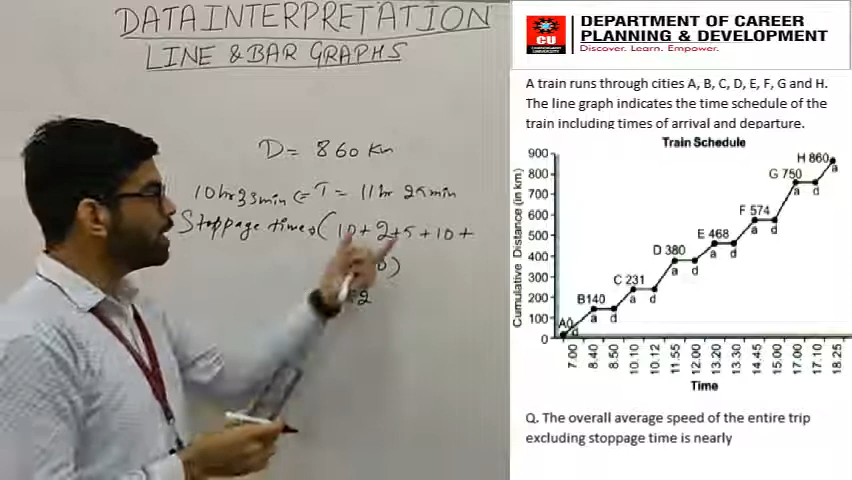 DATA INTERPRETATION
LINE & BAR GRAPHS
D = 860 Km
10hr 33min <= T = 11hr 25min
Stoppage time → (10+2+5+10+
)
2
CU
DEPARTMENT OF CAREER
PLANNING & DEVELOPMENT
Discover. Learn. Empower.
A train runs through cities A, B, C, D, E, F, G and H.
The line graph indicates the time schedule of the
train including times of arrival and departure.
Train Schedule
Cumulative Distance (in km)
900
800
700
600
500
400
300
200
100
0
A0
d
B140
a
d
C 231
a
d
D 380
a
d
E 468
a
d
F 574
a
d
G 750
a
d
H 860
a
7.00
8.40
8.50
10.10
10.12
11.55
12.00
13.20
13.30
14.45
15.00
17.00
17.10
18.25
Time
Q. The overall average speed of the entire trip
excluding stoppage time is nearly